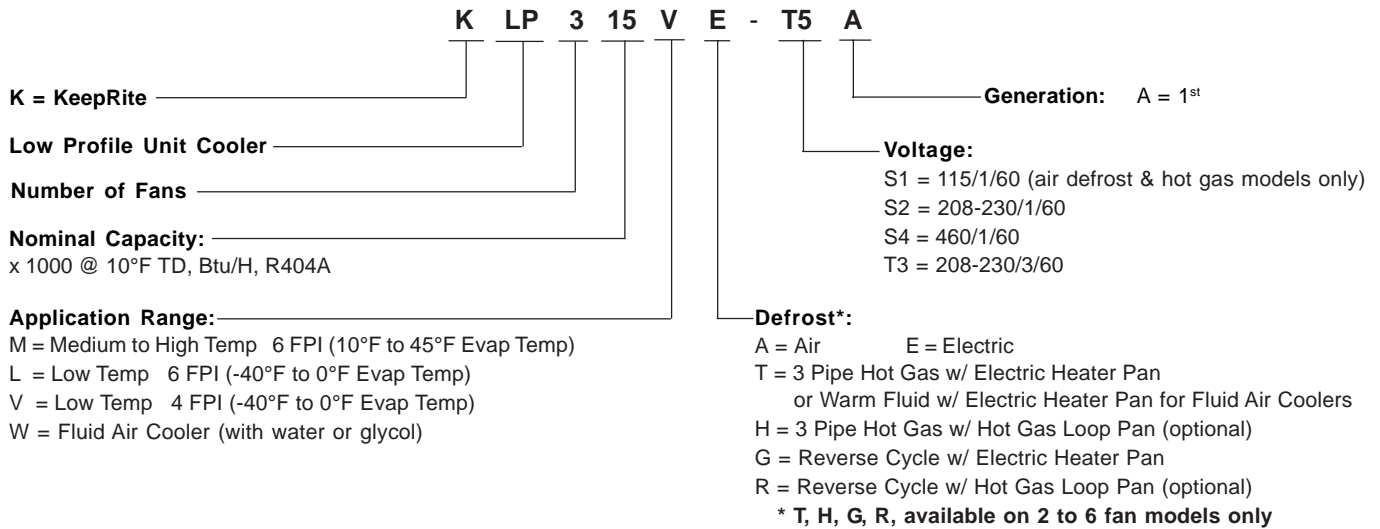 K LP 3 15 V E - T5 A
K = KeepRite
Low Profile Unit Cooler
Number of Fans
Nominal Capacity:
x 1000 @ 10°F TD, Btu/H, R404A
Application Range:
M = Medium to High Temp 6 FPI (10°F to 45°F Evap Temp)
L = Low Temp 6 FPI (-40°F to 0°F Evap Temp)
V = Low Temp 4 FPI (-40°F to 0°F Evap Temp)
W = Fluid Air Cooler (with water or glycol)
Generation: A = 1st
Voltage:
S1 = 115/1/60 (air defrost & hot gas models only)
S2 = 208-230/1/60
S4 = 460/1/60
T3 = 208-230/3/60
Defrost*:
A = Air E = Electric
T = 3 Pipe Hot Gas w/ Electric Heater Pan
or Warm Fluid w/ Electric Heater Pan for Fluid Air Coolers
H = 3 Pipe Hot Gas w/ Hot Gas Loop Pan (optional)
G = Reverse Cycle w/ Electric Heater Pan
R = Reverse Cycle w/ Hot Gas Loop Pan (optional)
* T, H, G, R, available on 2 to 6 fan models only